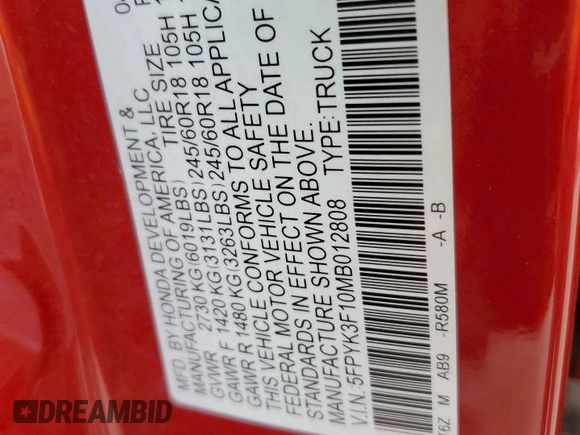 MFD. BY HONDA DEVELOPMENT &
MANUFACTURING OF AMERICA, LLC
GVWR 2730 KG(6019LBS) TIRE SIZE
GAWR F 1420 KG(3131LBS)245/60R18 105H
GAWR R 1480 KG(3263LBS)245/60R18 105H
THIS VEHICLE CONFORMS TO ALL APPLICA
FEDERAL MOTOR VEHICLE SAFETY
STANDARDS IN EFFECT ON THE DATE OF
MANUFACTURE SHOWN ABOVE.
V.I.N.:5FPYK3F10MB012808 TYPE:TRUCK
T6Z M AB9 -R580M -A -B
DREAMBID